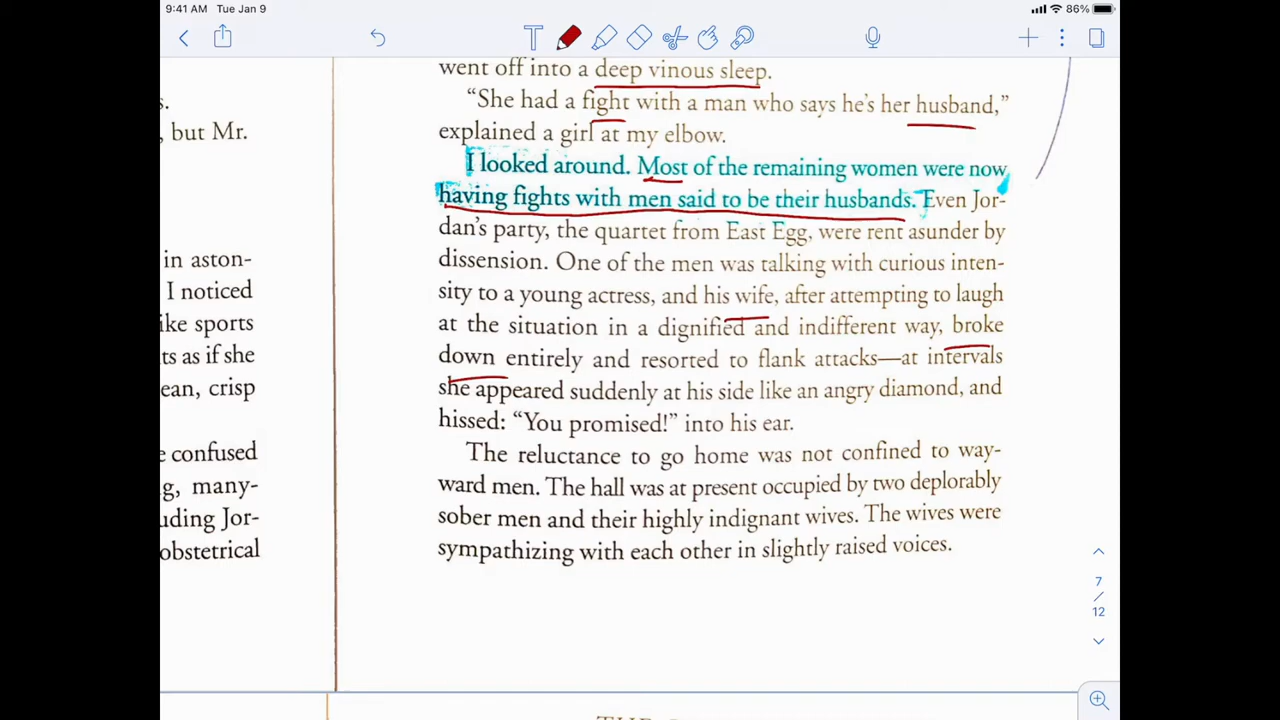 9:41 AM Tue Jan 9
86%
T
s.
, but Mr.
in aston-
I noticed
ike sports
ts as if she
ean, crisp
e confused
g, many-
uding Jor-
obstetrical
went off into a deep vinous sleep.
“She had a fight with a man who says he’s her husband,”
explained a girl at my elbow.
I looked around. Most of the remaining women were now
having fights with men said to be their husbands. Even Jor-
dan’s party, the quartet from East Egg, were rent asunder by
dissension. One of the men was talking with curious inten-
sity to a young actress, and his wife, after attempting to laugh
at the situation in a dignified and indifferent way, broke
down entirely and resorted to flank attacks—at intervals
she appeared suddenly at his side like an angry diamond, and
hissed: “You promised!” into his ear.
The reluctance to go home was not confined to way-
ward men. The hall was at present occupied by two deplorably
sober men and their highly indignant wives. The wives were
sympathizing with each other in slightly raised voices.
7
/
12